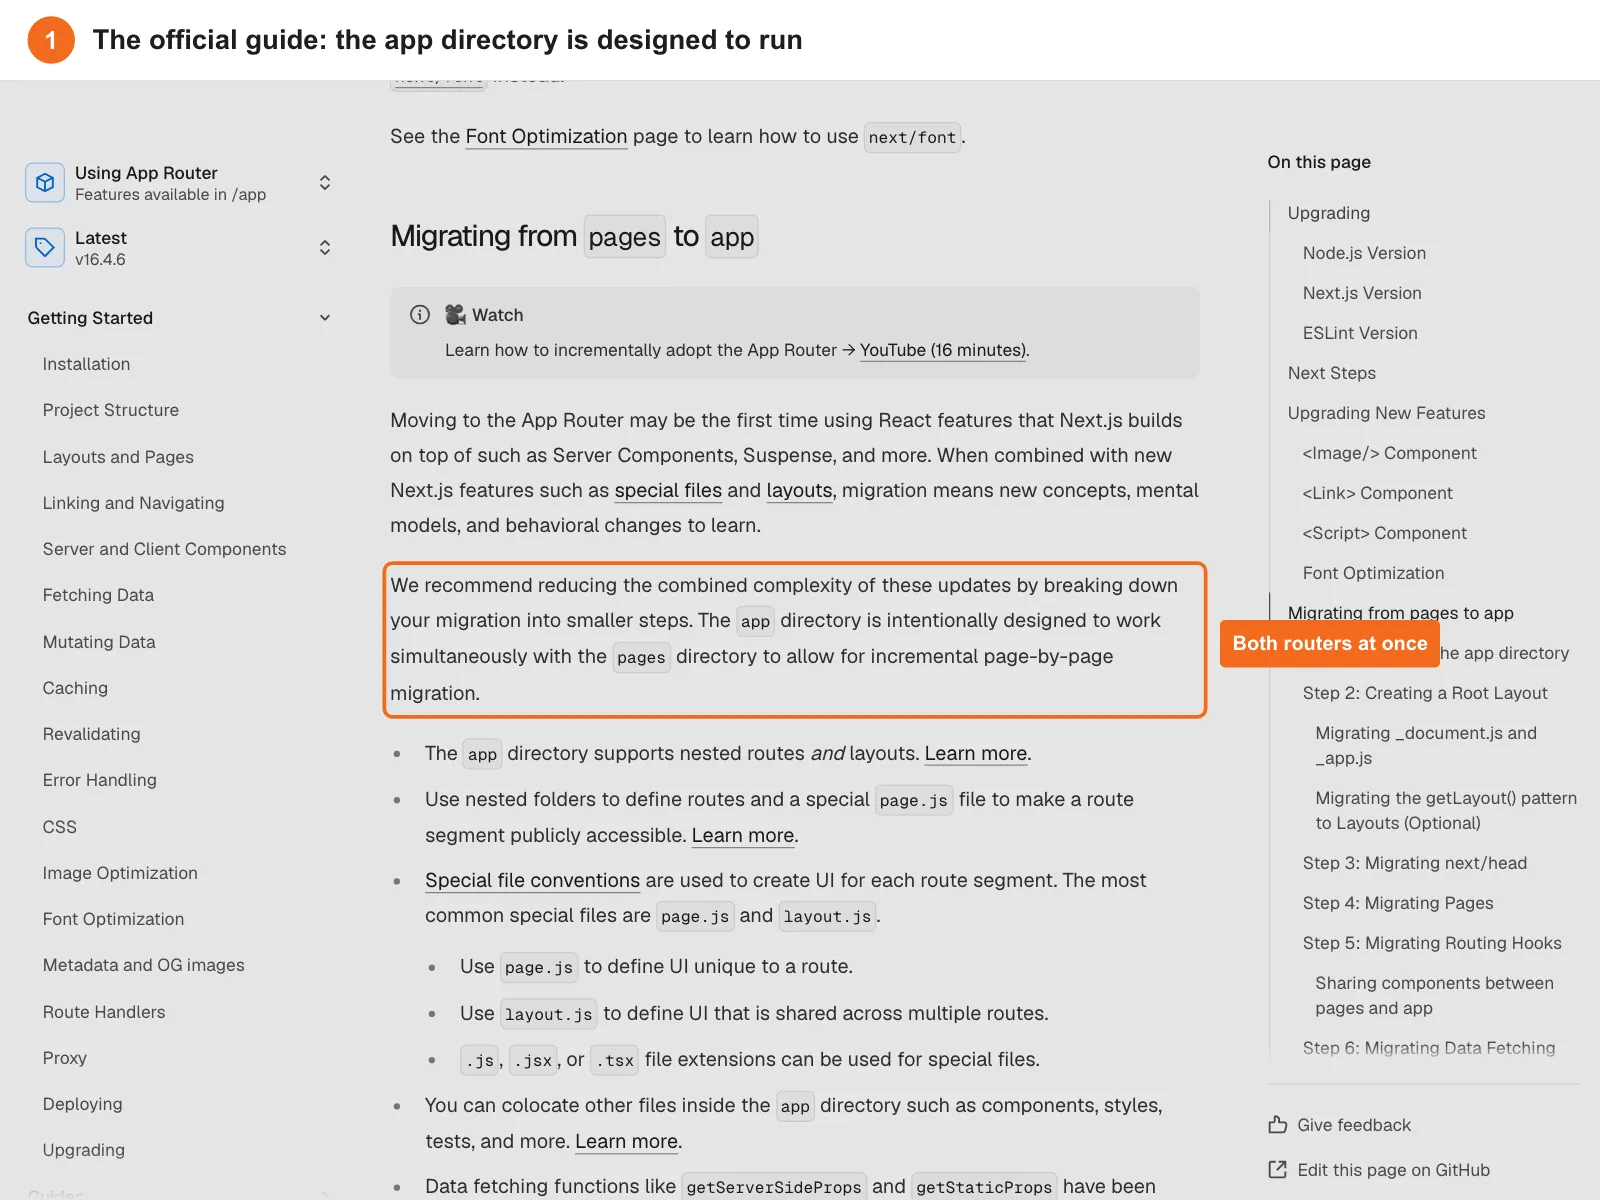 1 The official guide: the app directory is designed to run
See the Font Optimization page to learn how to use next/font.
Using App Router
Features available in /app
Latest
v16.4.6
Getting Started
Installation
Project Structure
Layouts and Pages
Linking and Navigating
Server and Client Components
Fetching Data
Mutating Data
Caching
Revalidating
Error Handling
CSS
Image Optimization
Font Optimization
Metadata and OG images
Route Handlers
Proxy
Deploying
Upgrading
Guides
Migrating from pages to app
Watch
Learn how to incrementally adopt the App Router → YouTube (16 minutes).
Moving to the App Router may be the first time using React features that Next.js builds
on top of such as Server Components, Suspense, and more. When combined with new
Next.js features such as special files and layouts, migration means new concepts, mental
models, and behavioral changes to learn.
We recommend reducing the combined complexity of these updates by breaking down
your migration into smaller steps. The app directory is intentionally designed to work
simultaneously with the pages directory to allow for incremental page-by-page
migration.
Both routers at once
• The app directory supports nested routes and layouts. Learn more.
• Use nested folders to define routes and a special page.js file to make a route
segment publicly accessible. Learn more.
• Special file conventions are used to create UI for each route segment. The most
common special files are page.js and layout.js.
• Use page.js to define UI unique to a route.
• Use layout.js to define UI that is shared across multiple routes.
• .js, .jsx, or .tsx file extensions can be used for special files.
• You can colocate other files inside the app directory such as components, styles,
tests, and more. Learn more.
• Data fetching functions like getServerSideProps and getStaticProps have been
On this page
Upgrading
Node.js Version
Next.js Version
ESLint Version
Next Steps
Upgrading New Features
<Image/> Component
<Link> Component
<Script> Component
Font Optimization
Migrating from pages to app
he app directory
Step 2: Creating a Root Layout
Migrating _document.js and
_app.js
Migrating the getLayout() pattern
to Layouts (Optional)
Step 3: Migrating next/head
Step 4: Migrating Pages
Step 5: Migrating Routing Hooks
Sharing components between
pages and app
Step 6: Migrating Data Fetching
Give feedback
Edit this page on GitHub